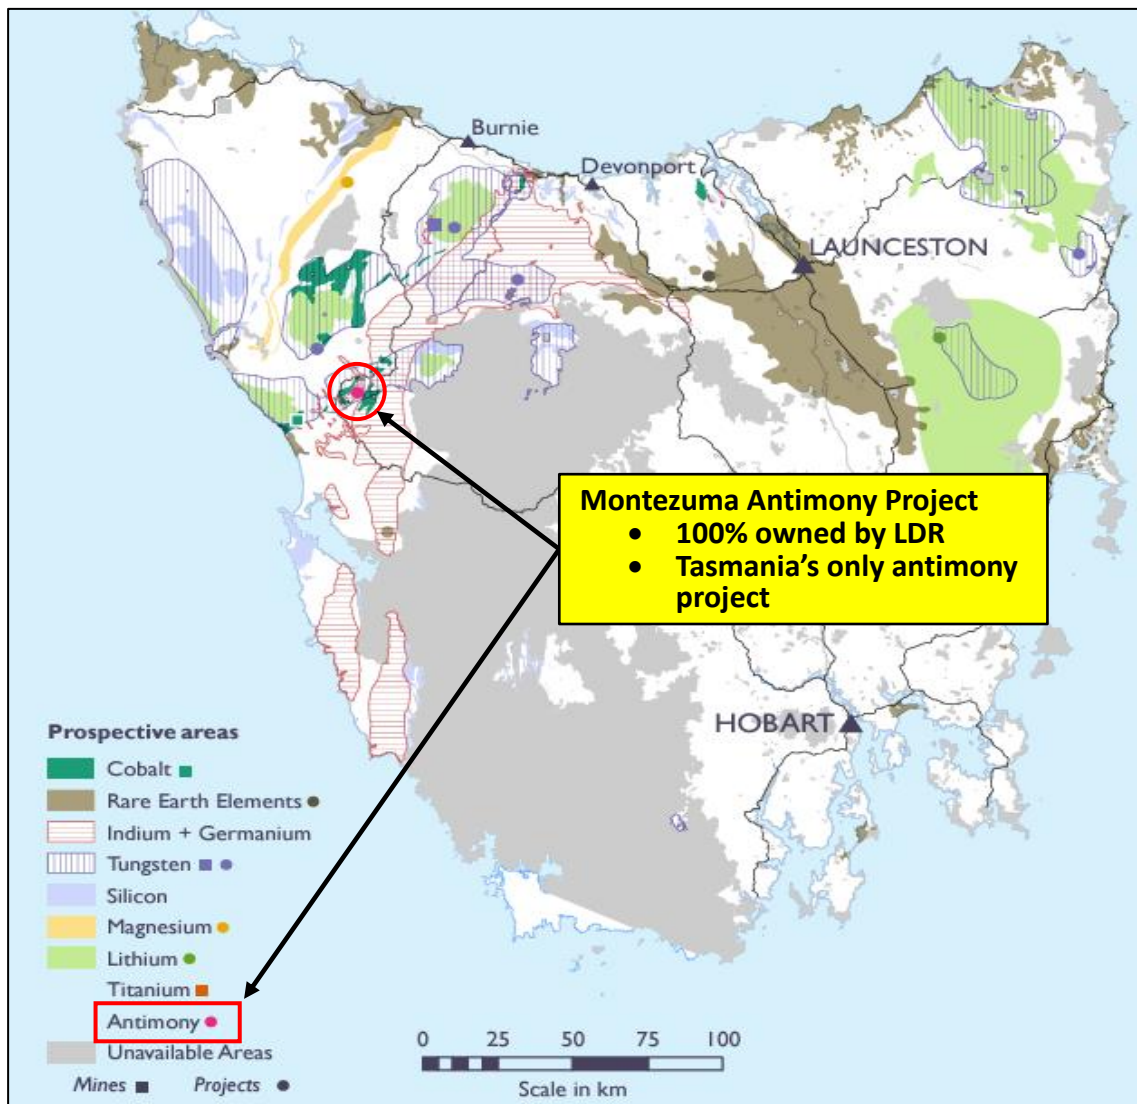 Burnie
Devonport
LAUNCESTON
Montezuma Antimony Project
• 100% owned by LDR
• Tasmania's only antimony
project
HOBART
Prospective areas
Cobalt
Rare Earth Elements
Indium + Germanium
Tungsten
Silicon
Magnesium
Lithium
Titanium
Antimony
Unavailable Areas
Mines Projects
0 25 50 75 100
Scale in km